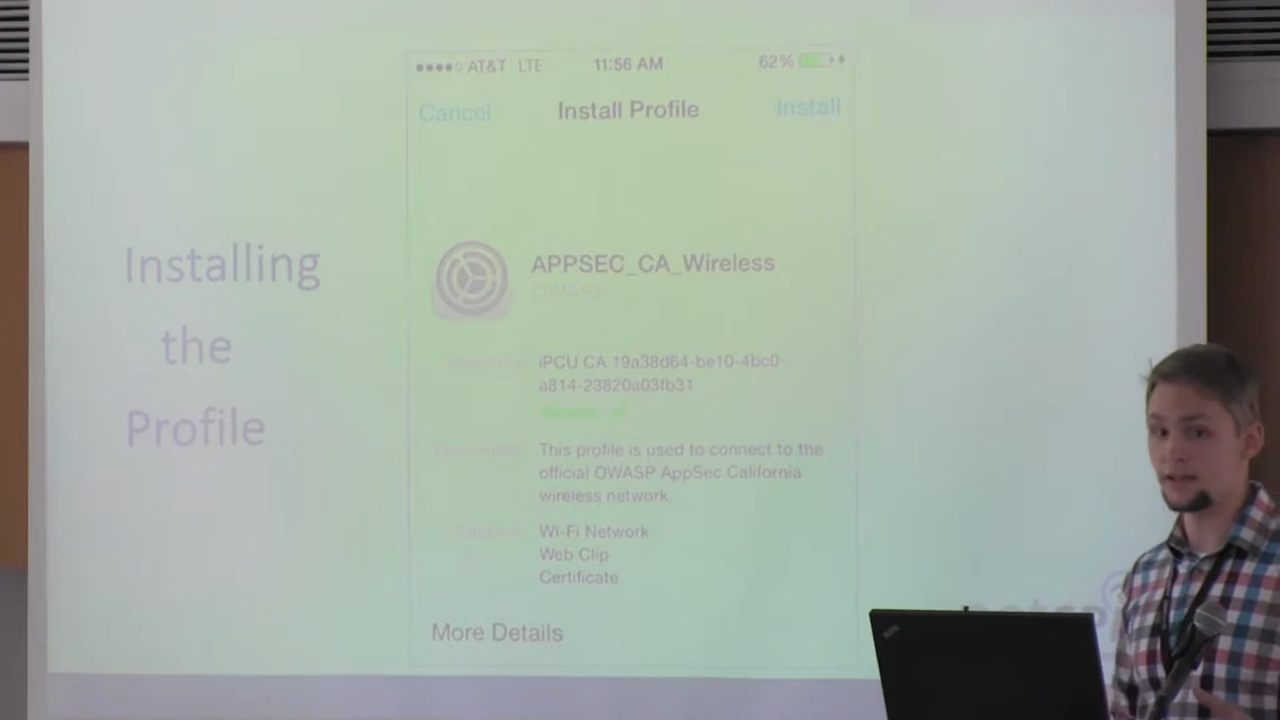 AT&T LTE 11:56 AM 62%
Cancel Install Profile Install
Installing
the
Profile
APPSEC_CA_Wireless
OWASP
iPCU CA 19a38d64-be10-4bc0-
a814-23820a03fb31
This profile is used to connect to the
official OWASP AppSec California
wireless network.
Wi-Fi Network
Web Clip
Certificate
More Details